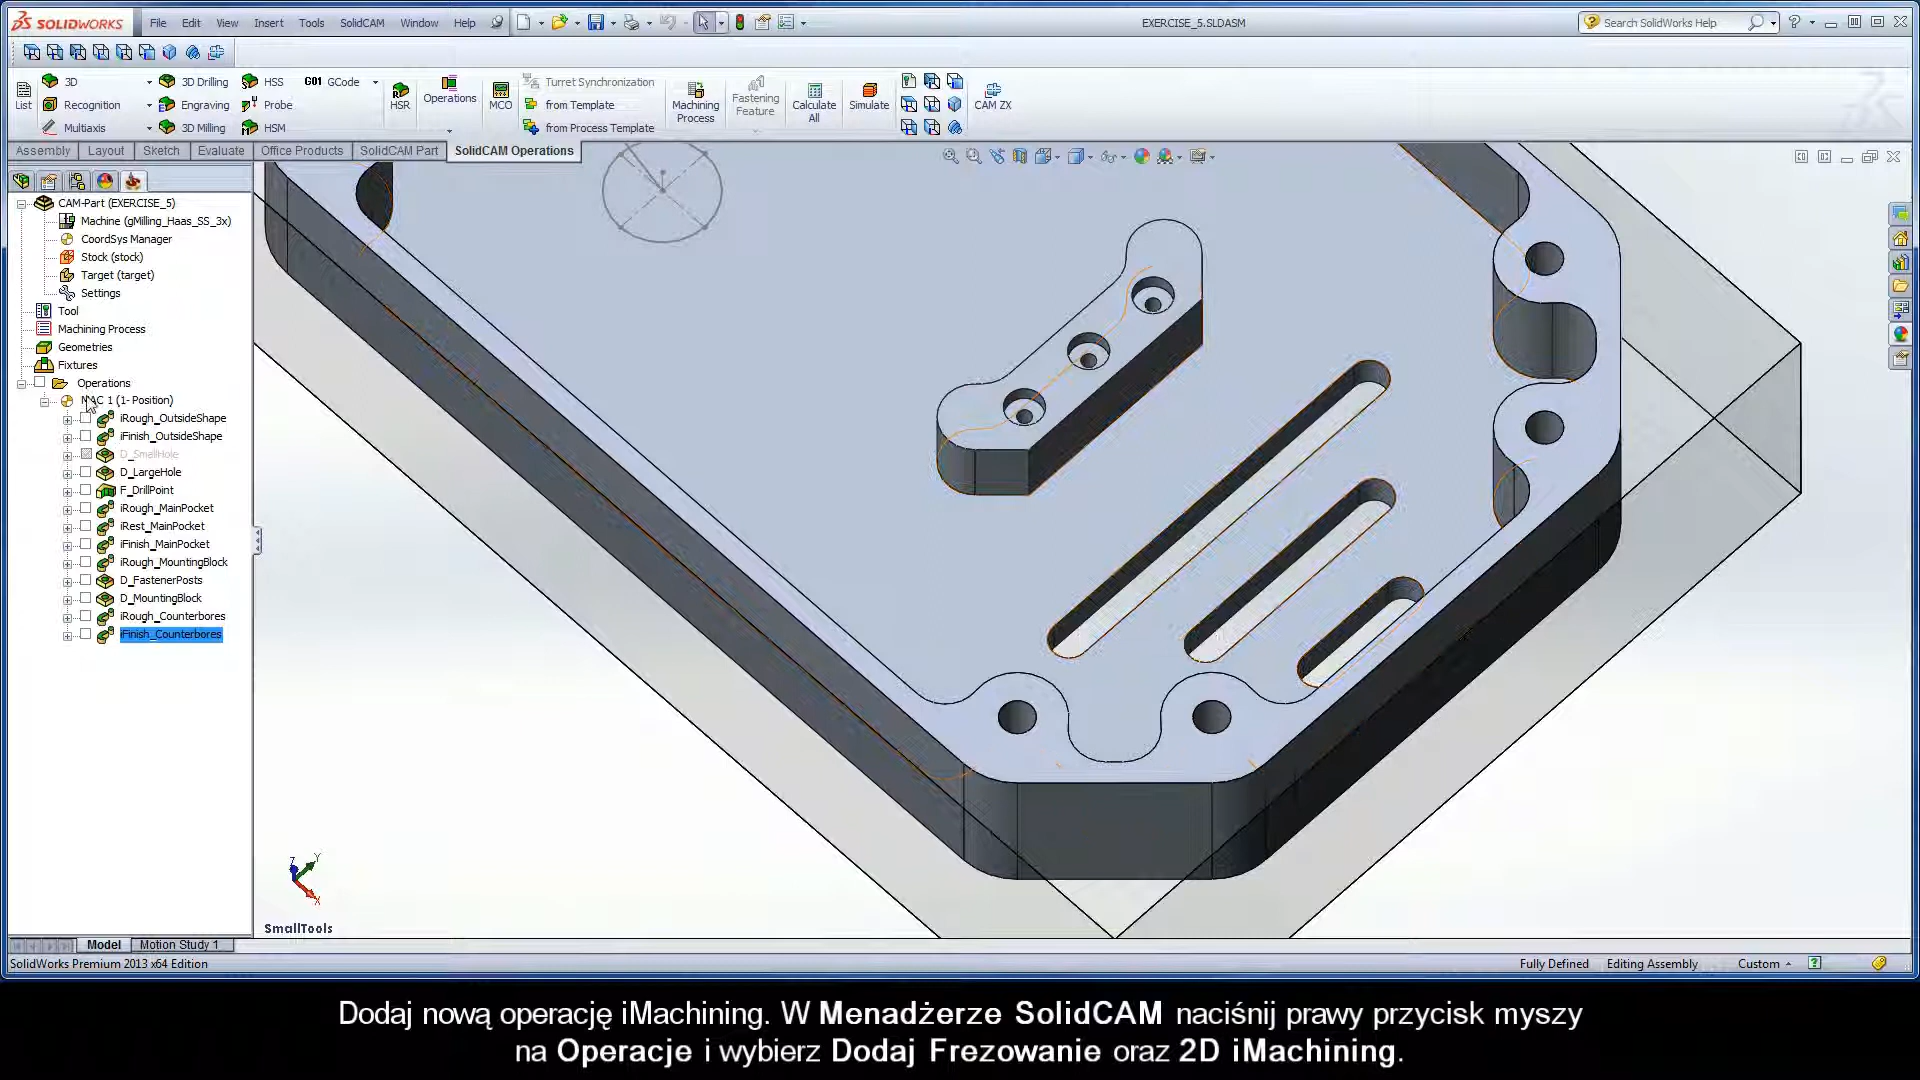 SOLIDWORKS File Edit View Insert Tools SolidCAM Window Help EXERCISE_5.SLDASM Search SolidWorks Help
3D 3D Drilling HSS G01 GCode Turret Synchronization
List Recognition Engraving Probe HSR Operations MCO from Template Machining Process Fastening Feature Calculate All Simulate CAM ZX
Multiaxis 3D Milling HSM from Process Template
Assembly Layout Sketch Evaluate Office Products SolidCAM Part SolidCAM Operations
CAM-Part (EXERCISE_5)
Machine (gMilling_Haas_SS_3x)
CoordSys Manager
Stock (stock)
Target (target)
Settings
Tool
Machining Process
Geometries
Fixtures
Operations
MAC 1 (1- Position)
iRough_OutsideShape
iFinish_OutsideShape
D_SmallHole
D_LargeHole
F_DrillPoint
iRough_MainPocket
iRest_MainPocket
iFinish_MainPocket
iRough_MountingBlock
D_FastenerPosts
D_MountingBlock
iRough_Counterbores
iFinish_Counterbores
Z Y X
SmallTools
Model Motion Study 1
SolidWorks Premium 2013 x64 Edition Fully Defined Editing Assembly Custom
Dodaj nową operację iMachining. W Menadżerze SolidCAM naciśnij prawy przycisk myszy
na Operacje i wybierz Dodaj Frezowanie oraz 2D iMachining.